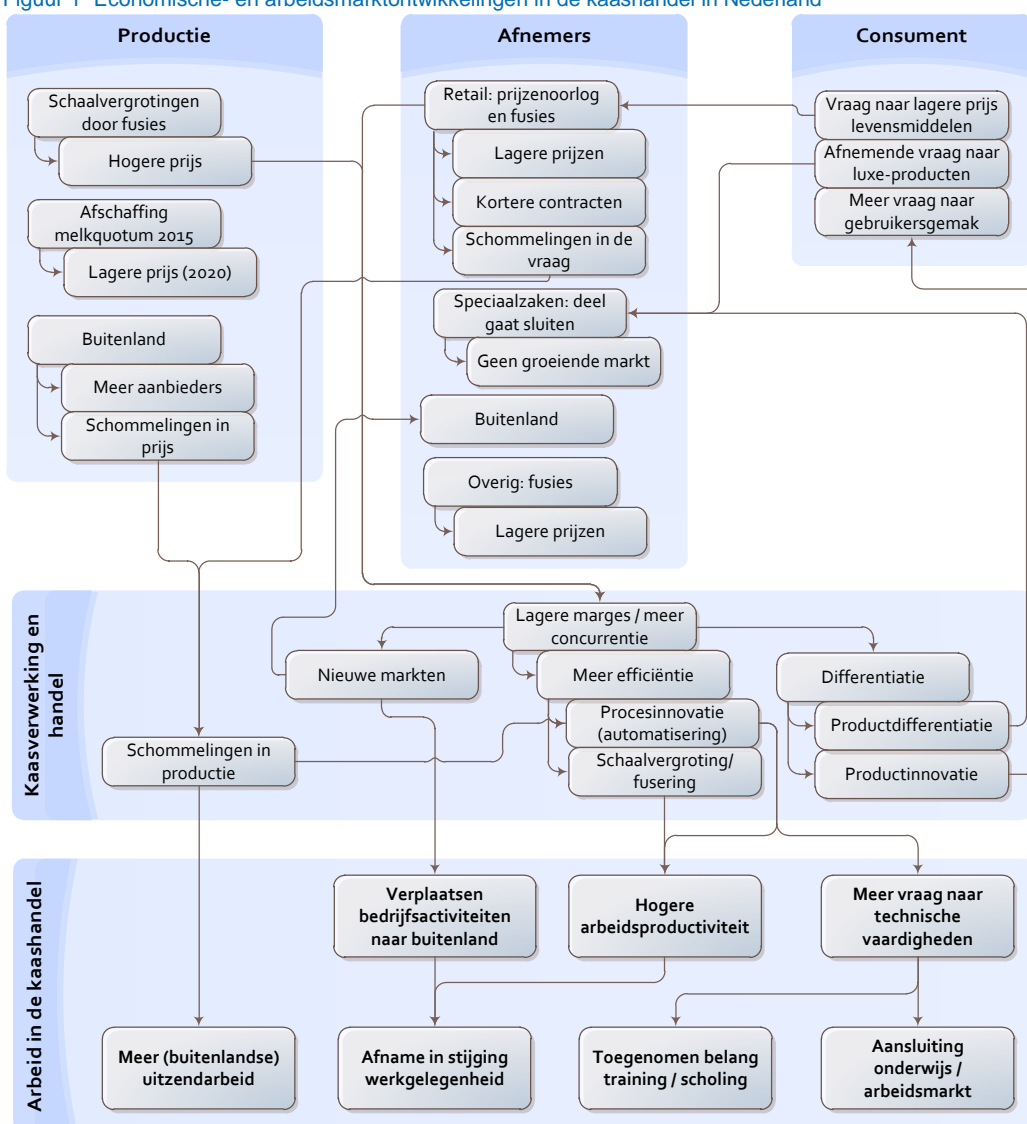 Figuur 1 Economische- en arbeidsmarktontwikkelingen in de kaashandel in Nederland
Productie
Schaalvergrotingen
door fusies
Hogere prijs
Afschaffing
melkquotum 2015
Lagere prijs (2020)
Buitenland
Meer aanbieders
Schommelingen in
prijs
Afnemers
Retail: prijzenoorlog
en fusies
Lagere prijzen
Kortere contracten
Schommelingen in de
vraag
Speciaalzaken: deel
gaat sluiten
Geen groeiende markt
Buitenland
Overig: fusies
Lagere prijzen
Consument
Vraag naar lagere prijs
levensmiddelen
Afnemende vraag naar
luxe-producten
Meer vraag naar
gebruikersgemak
Kaasverwerking en
handel
Lagere marges / meer
concurrentie
Nieuwe markten
Meer efficiëntie
Differentiatie
Procesinnovatie
(automatisering)
Productdifferentiatie
Schommelingen in
productie
Schaalvergroting/
fusering
Productinnovatie
Arbeid in de kaashandel
Verplaatsen
bedrijfsactiviteiten
naar buitenland
Hogere
arbeidsproductiviteit
Meer vraag naar
technische
vaardigheden
Meer (buitenlandse)
uitzendarbeid
Afname in stijging
werkgelegenheid
Toegenomen belang
training / scholing
Aansluiting
onderwijs /
arbeidsmarkt